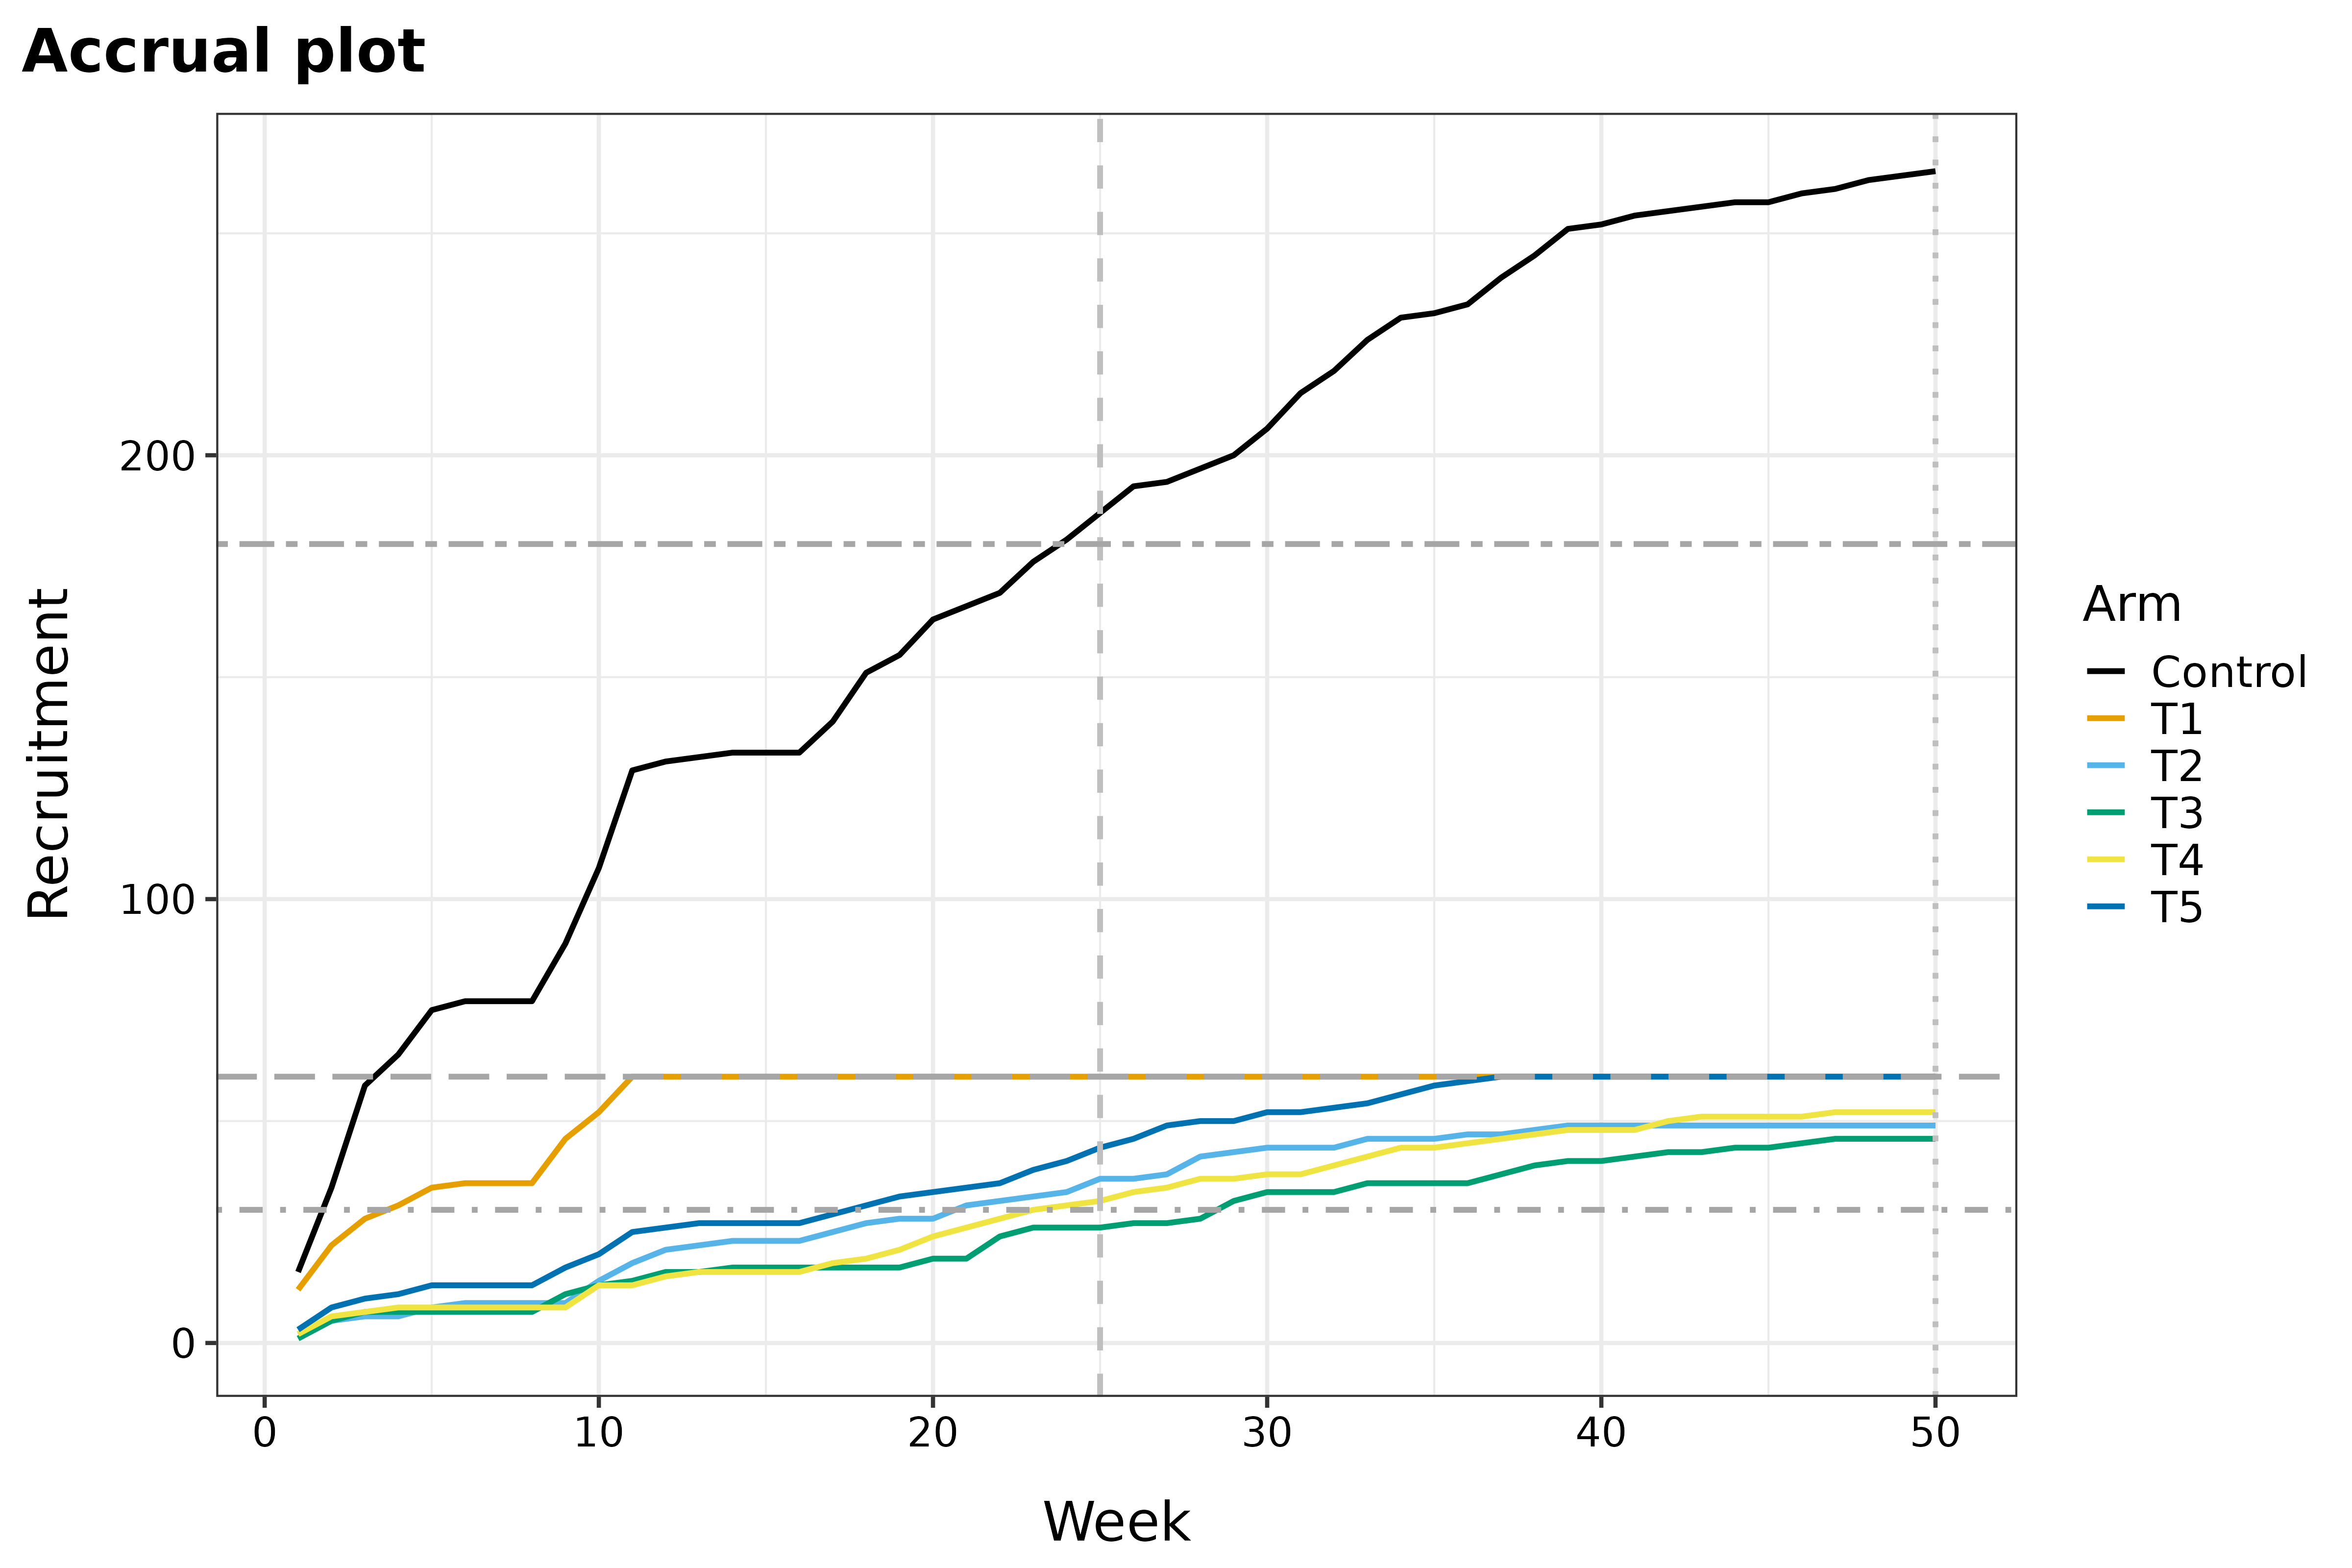 Accrual plot
Recruitment
200
100
0
0 10 20 30 40 50
Week
Arm
Control
T1
T2
T3
T4
T5